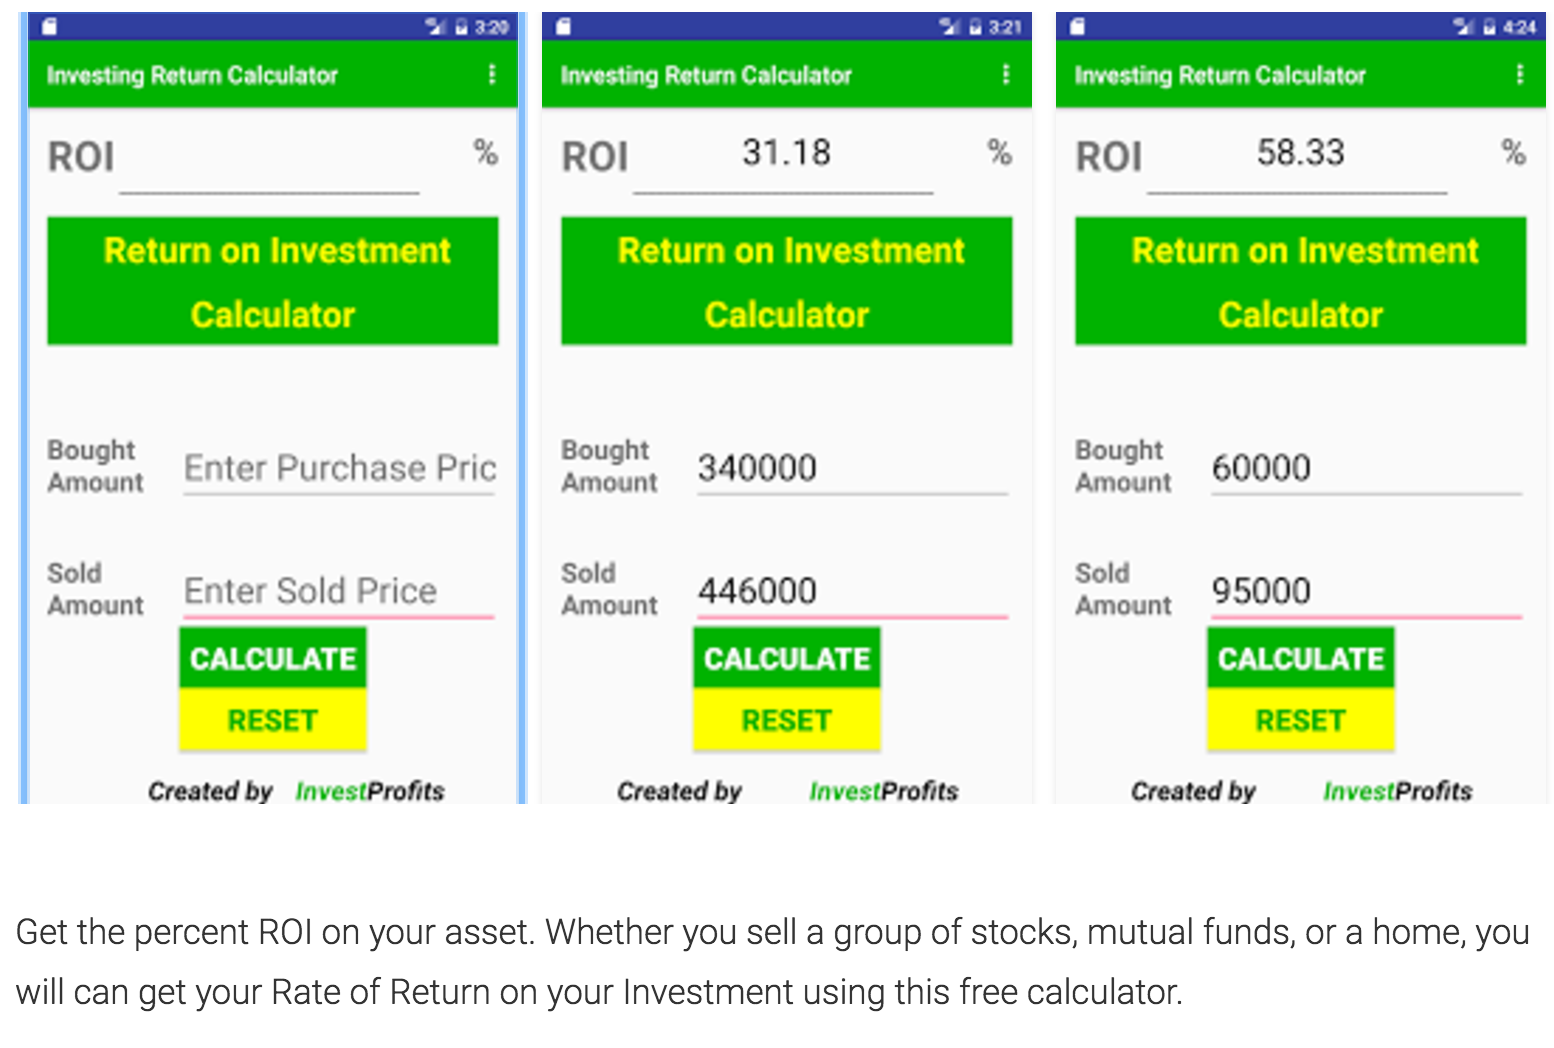 3:20
Investing Return Calculator
ROI %
Return on Investment
Calculator
Bought
Amount
Enter Purchase Pric
Sold
Amount
Enter Sold Price
CALCULATE
RESET
Created by InvestProfits
3:21
Investing Return Calculator
ROI 31.18 %
Return on Investment
Calculator
Bought
Amount
340000
Sold
Amount
446000
CALCULATE
RESET
Created by InvestProfits
4:24
Investing Return Calculator
ROI 58.33 %
Return on Investment
Calculator
Bought
Amount
60000
Sold
Amount
95000
CALCULATE
RESET
Created by InvestProfits
Get the percent ROI on your asset. Whether you sell a group of stocks, mutual funds, or a home, you
will can get your Rate of Return on your Investment using this free calculator.